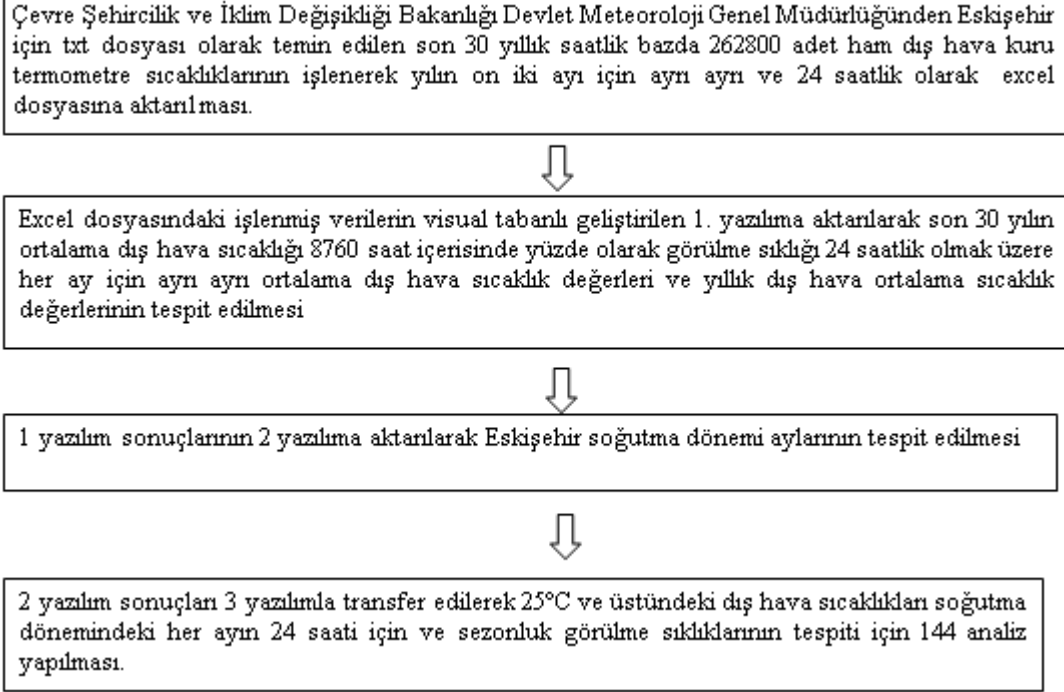 Çevre Şehircilik ve İklim Değişikliği Bakanlığı Devlet Meteoroloji Genel Müdürlüğünden Eskişehir
için txt dosyası olarak temin edilen son 30 yıllık saatlik bazda 262800 adet ham dış hava kuru
termometre sıcaklıklarının işlenerek yılın on iki ayı için ayrı ayrı ve 24 saatlik olarak excel
dosyasına aktarılması.
Excel dosyasındaki işlenmiş verilerin visual tabanlı geliştirilen 1. yazılıma aktarılarak son 30 yılın
ortalama dış hava sıcaklığı 8760 saat içerisinde yüzde olarak görülme sıklığı 24 saatlik olmak üzere
her ay için ayrı ayrı ortalama dış hava sıcaklık değerleri ve yıllık dış hava ortalama sıcaklık
değerlerinin tespit edilmesi
1 yazılım sonuçlarının 2 yazılıma aktarılarak Eskişehir soğutma dönemi aylarının tespit edilmesi
2 yazılım sonuçları 3 yazılımla transfer edilerek 25°C ve üstündeki dış hava sıcaklıkları soğutma
dönemindeki her ayın 24 saati için ve sezonluk görülme sıklıklarının tespiti için 144 analiz
yapılması.